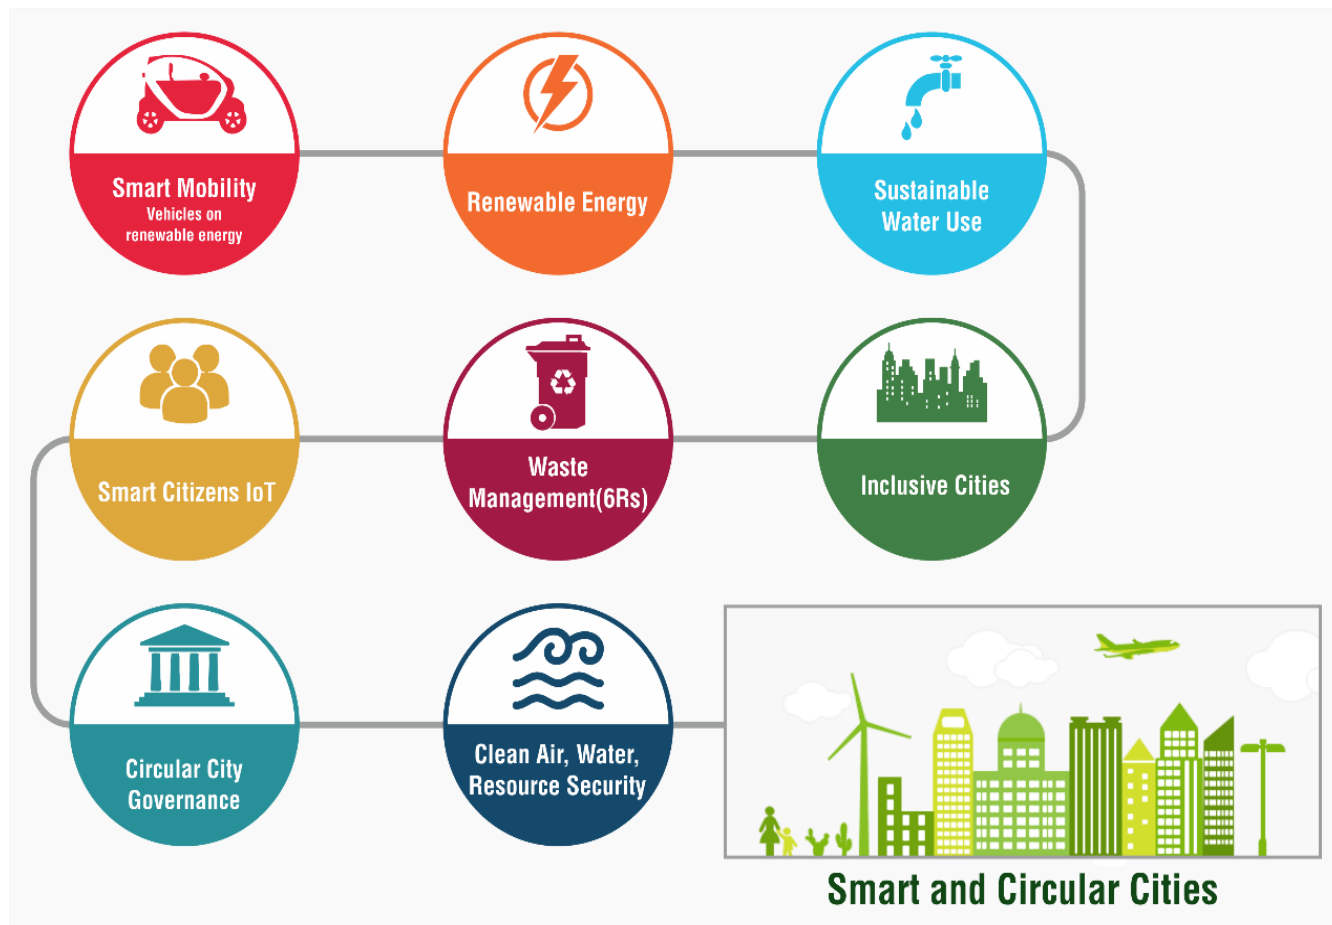 Smart Mobility
Vehicles on
renewable energy
Renewable Energy
Sustainable
Water Use
Smart Citizens IoT
Waste
Management(6Rs)
Inclusive Cities
Circular City
Governance
Clean Air, Water,
Resource Security
Smart and Circular Cities